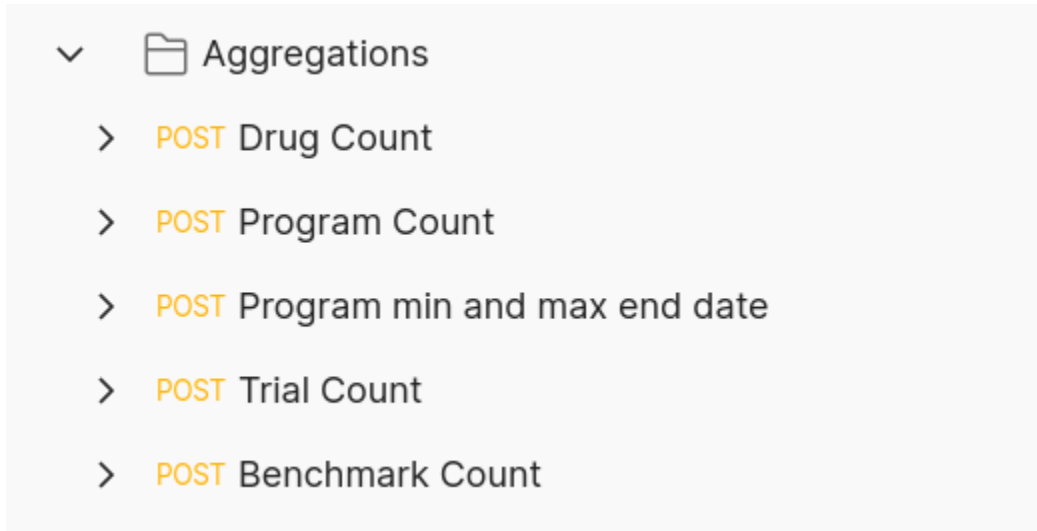 Aggregations
POST Drug Count
POST Program Count
POST Program min and max end date
POST Trial Count
POST Benchmark Count